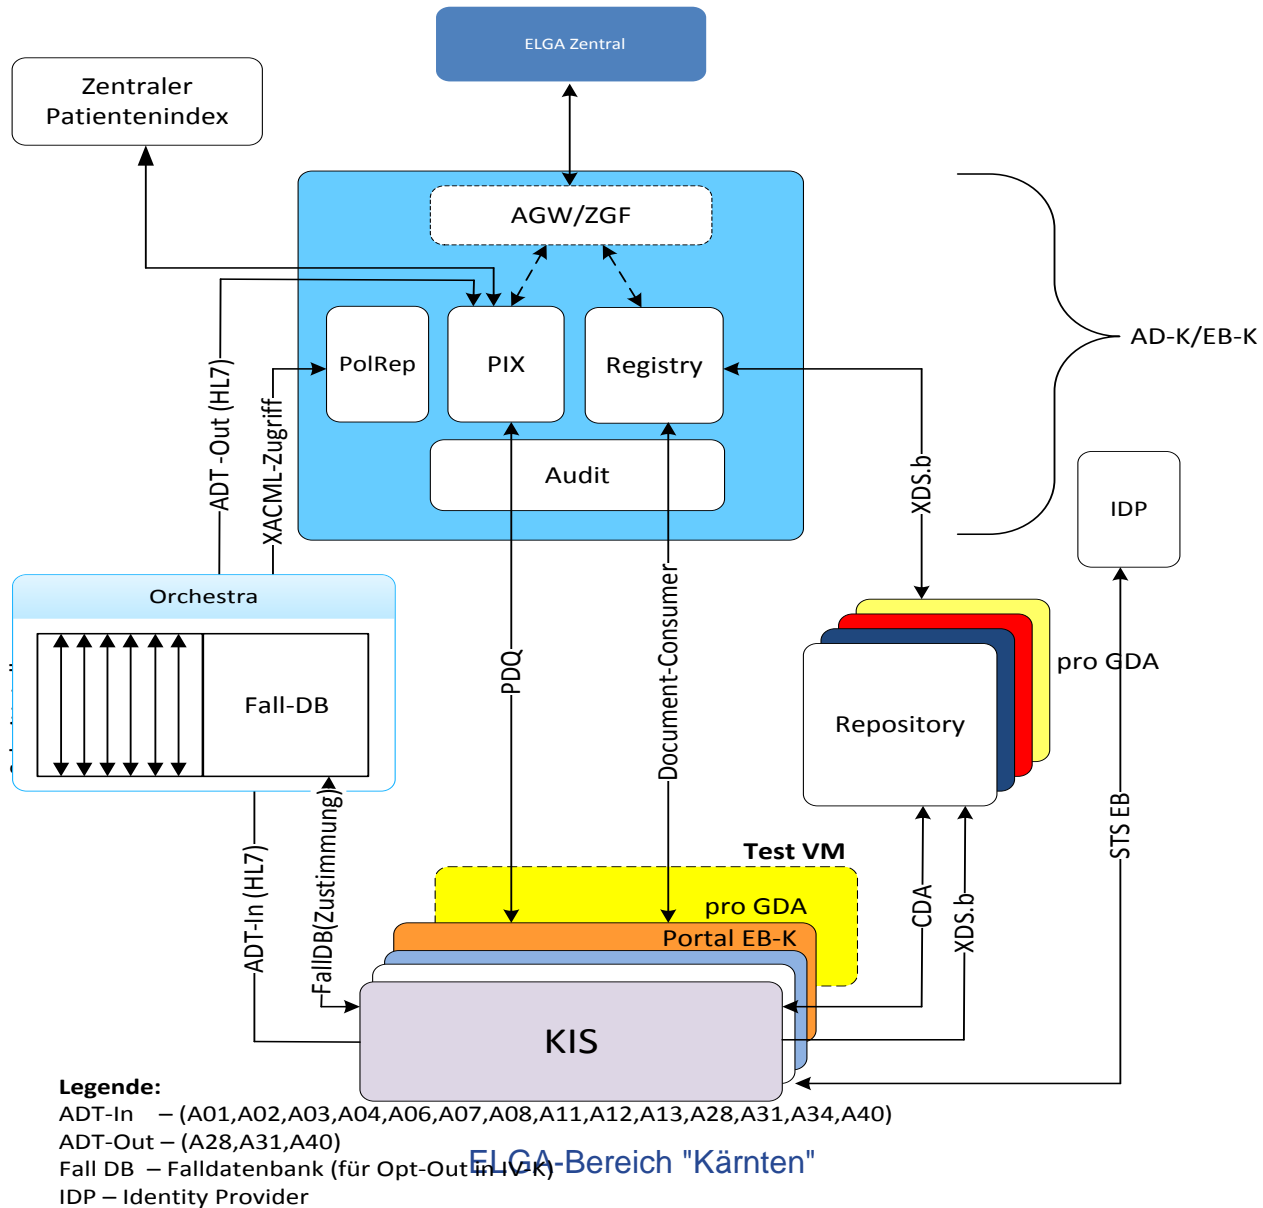 ELGA Zentral
Zentraler
Patientenindex
AGW/ZGF
PolRep
PIX
Registry
Audit
AD-K/EB-K
IDP
ADT -Out (HL7)
XACML-Zugriff
XDS.b
Orchestra
Fall-DB
PDQ
Document-Consumer
pro GDA
Repository
STS EB
ADT-In (HL7)
FallDB(Zustimmung)
Test VM
pro GDA
Portal EB-K
CDA
XDS.b
KIS
Legende:
ADT-In – (A01,A02,A03,A04,A06,A07,A08,A11,A12,A13,A28,A31,A34,A40)
ADT-Out – (A28,A31,A40)
Fall DB – Falldatenbank (für Opt-Out in IV-K)
ELGA-Bereich "Kärnten"
IDP – Identity Provider